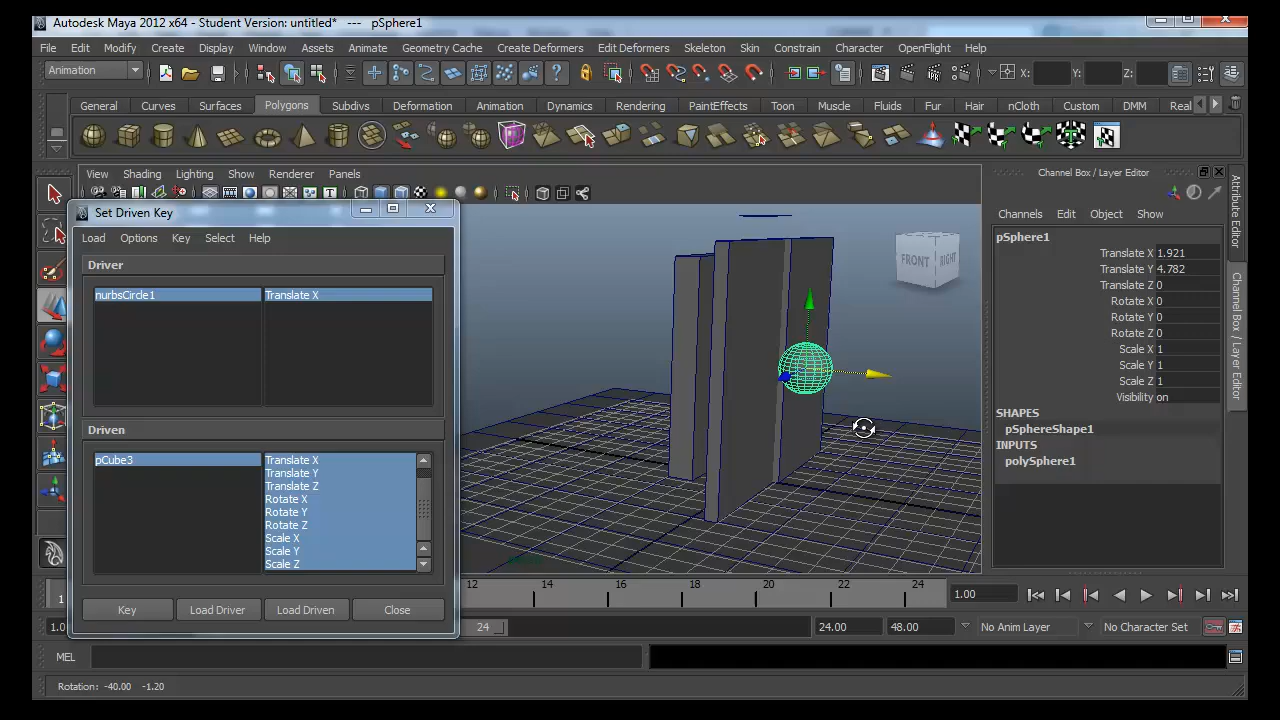 Autodesk Maya 2012 x64 - Student Version: untitled* --- pSphere1
File Edit Modify Create Display Window Assets Animate Geometry Cache Create Deformers Edit Deformers Skeleton Skin Constrain Character OpenFlight Help
Animation X: Y: Z:
General Curves Surfaces Polygons Subdivs Deformation Animation Dynamics Rendering PaintEffects Toon Muscle Fluids Fur Hair nCloth Custom DMM Real
View Shading Lighting Show Renderer Panels
Channel Box / Layer Editor
Set Driven Key
Load Options Key Select Help
Driver
nurbsCircle1 Translate X
Driven
pCube3 Translate X
Translate Y
Translate Z
Rotate X
Rotate Y
Rotate Z
Scale X
Scale Y
Scale Z
Key Load Driver Load Driven Close
FRONT RIGHT
Channels Edit Object Show
pSphere1
Translate X 1.921
Translate Y 4.782
Translate Z 0
Rotate X 0
Rotate Y 0
Rotate Z 0
Scale X 1
Scale Y 1
Scale Z 1
Visibility on
SHAPES
pSphereShape1
INPUTS
polySphere1
Attribute Editor
Channel Box / Layer Editor
1 12 14 16 18 20 22 24 1.00
1.0 24 24.00 48.00 No Anim Layer No Character Set
MEL
Rotation: -40.00 -1.20